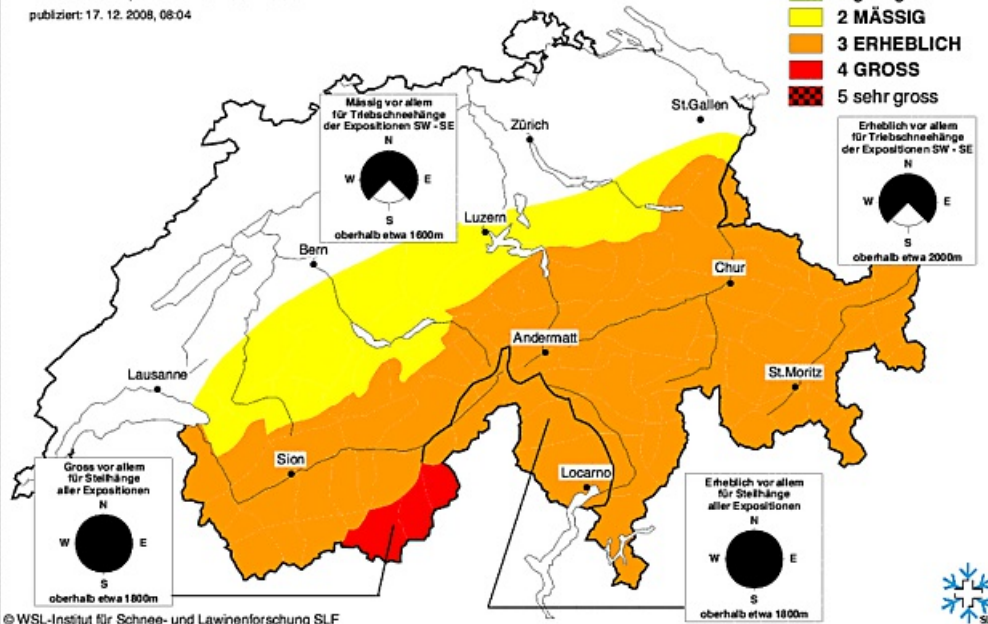 publiziert: 17. 12. 2008, 08:04
2 MÄSSIG
3 ERHEBLICH
4 GROSS
5 sehr gross
Mässig vor allem
für Triebschneehänge
der Expositionen SW - SE
N
W E
S
oberhalb etwa 1600m
St.Gallen
Zürich
Erheblich vor allem
für Triebschneehänge
der Expositionen SW - SE
N
W E
S
oberhalb etwa 2000m
Luzern
Bern
Chur
Andermatt
Lausanne
St.Moritz
Sion
Locarno
Gross vor allem
für Steilhänge
aller Expositionen
N
W E
S
oberhalb etwa 1800m
Erheblich vor allem
für Steilhänge
aller Expositionen
N
W E
S
oberhalb etwa 1800m
© WSL-Institut für Schnee- und Lawinenforschung SLF